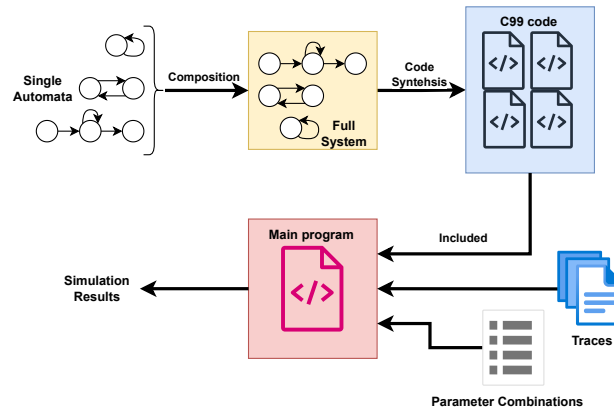 C99 code
Single
Automata
Composition
Full
System
Code
Syntehsis
</>
</>
</>
</>
Included
Main program
</>
Simulation
Results
Traces
Parameter Combinations